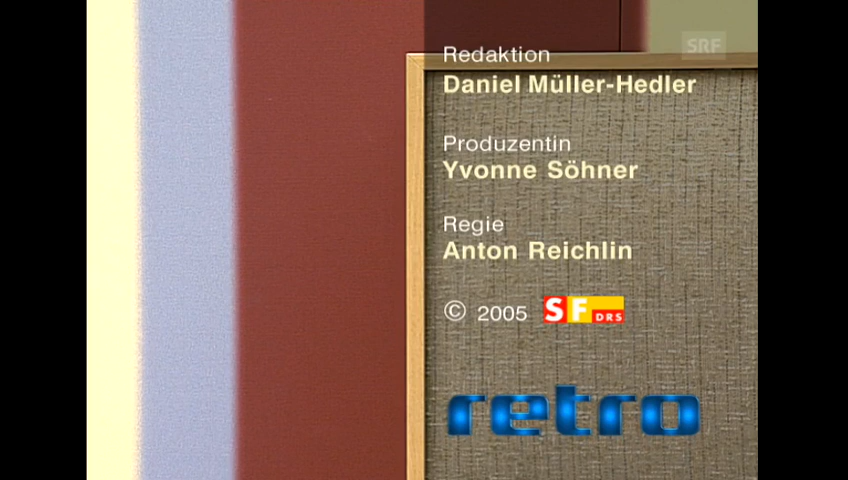 SRF
Redaktion
Daniel Müller-Hedler
Produzentin
Yvonne Söhner
Regie
Anton Reichlin
© 2005 SF DRS
retro